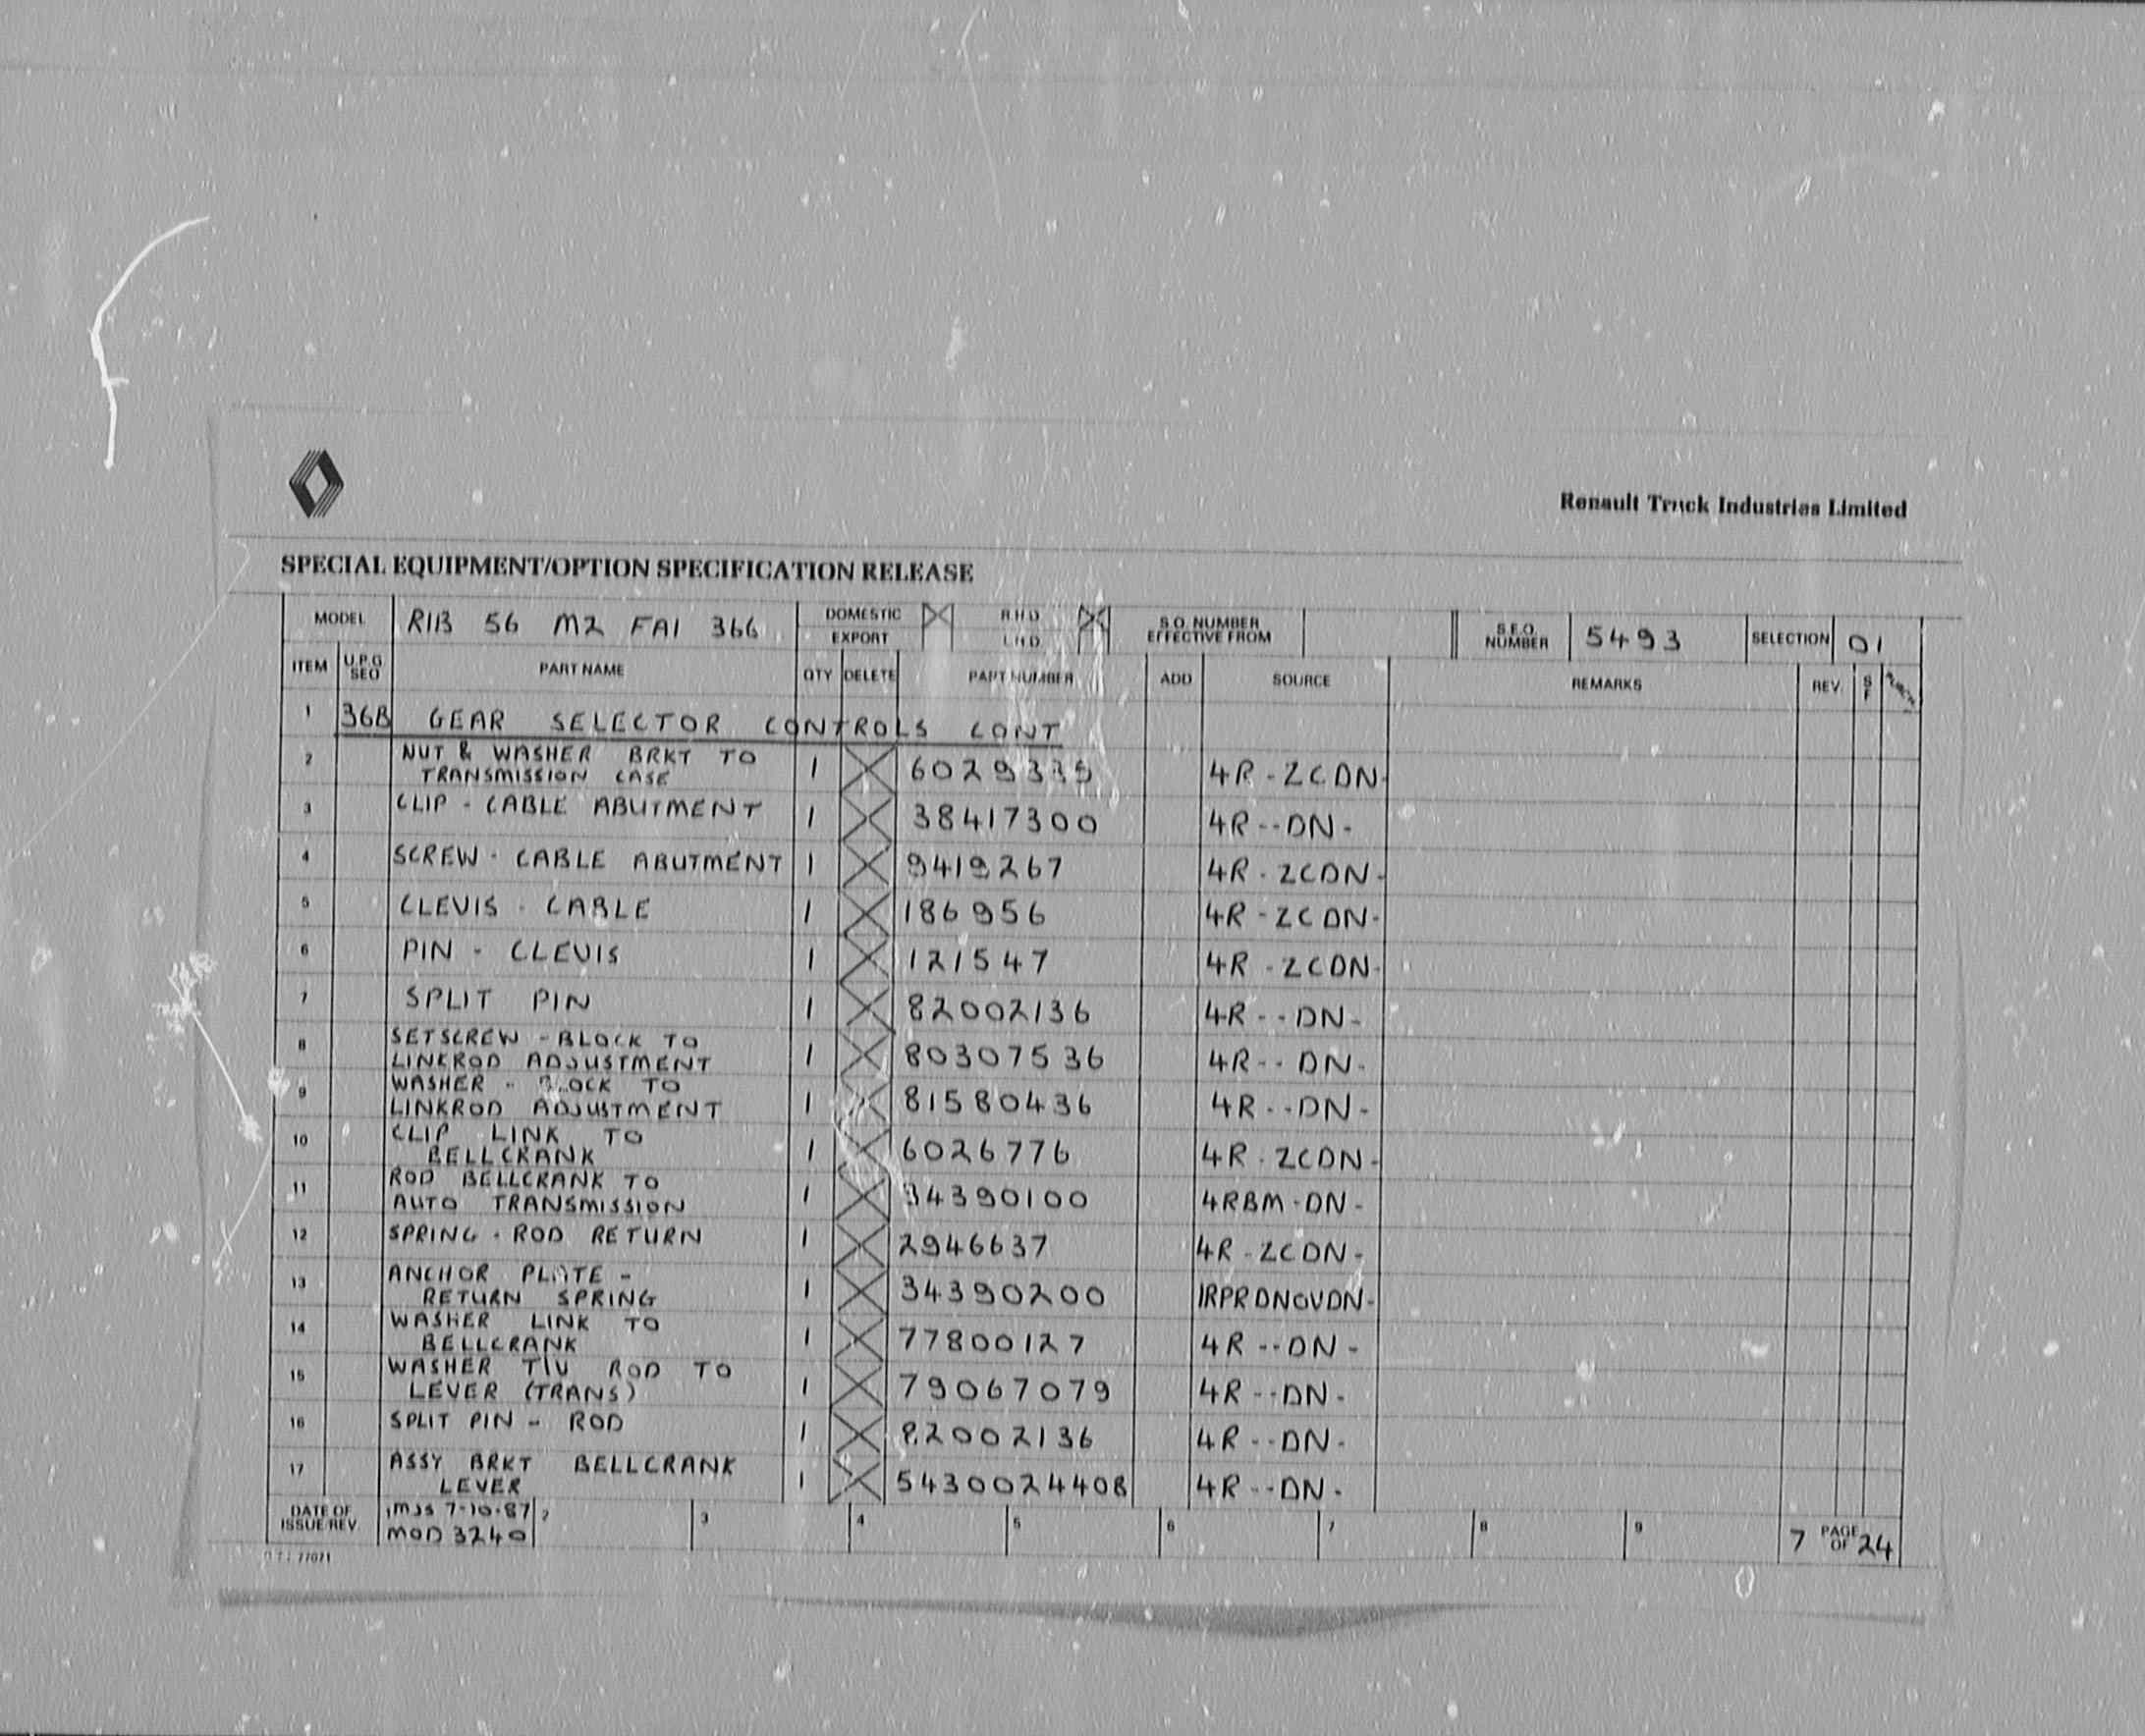 Renault Truck Industries Limited
SPECIAL EQUIPMENT/OPTION SPECIFICATION RELEASE
MODEL R11B 56 M2 FA1 366 DOMESTIC R.H.D. S.O. NUMBER EFFECTIVE FROM S.E.O. NUMBER 5493 SELECTION 01
EXPORT L.H.D.
ITEM U.P.G SEQ PART NAME QTY DELETE PART NUMBER ADD SOURCE REMARKS REV. S F
1 36B GEAR SELECTOR CONTROLS CONT
2 NUT & WASHER BRKT TO
TRANSMISSION CASE 1 X 6029335 4R-ZCDN-
3 CLIP - CABLE ABUTMENT 1 X 38417300 4R--DN-
4 SCREW - CABLE ABUTMENT 1 X 9419267 4R-ZCDN-
5 CLEVIS - CABLE 1 X 186956 4R-ZCDN-
6 PIN - CLEVIS 1 X 121547 4R-ZCDN-
7 SPLIT PIN 1 X 82002136 4R--DN-
8 SETSCREW - BLOCK TO
LINKROD ADJUSTMENT 1 X 80307536 4R--DN-
9 WASHER - BLOCK TO
LINKROD ADJUSTMENT 1 X 81580436 4R--DN-
10 CLIP LINK TO
BELLCRANK 1 X 6026776 4R-ZCDN-
11 ROD BELLCRANK TO
AUTO TRANSMISSION 1 X 34390100 4RBM-DN-
12 SPRING - ROD RETURN 1 X 2946637 4R-ZCDN-
13 ANCHOR PLATE -
RETURN SPRING 1 X 34390200 1RPRDNOVDN-
14 WASHER LINK TO
BELLCRANK 1 X 77800127 4R--DN-
15 WASHER T/V ROD TO
LEVER (TRANS) 1 X 79067079 4R--DN-
16 SPLIT PIN - ROD 1 X 82002136 4R--DN-
17 ASSY BRKT BELLCRANK
LEVER 1 X 5430024408 4R--DN-
DATE OF ISSUE/REV 1 MJS 7-10-87 2 3 4 5 6 7 8 9 7 PAGE OF 24
MOD 3240
77071